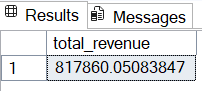 Results Messages
total_revenue
1 817860.05083847